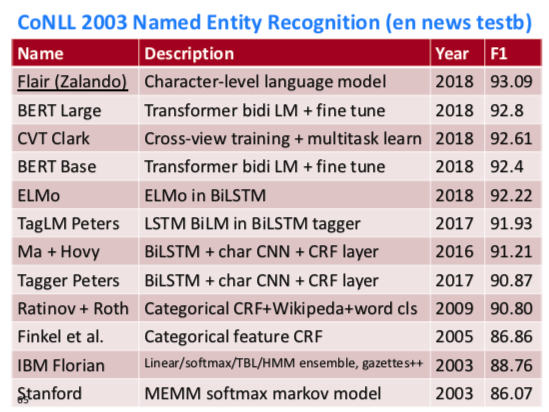 CoNLL 2003 Named Entity Recognition (en news testb)
Name Description Year F1
Flair (Zalando) Character-level language model 2018 93.09
BERT Large Transformer bidi LM + fine tune 2018 92.8
CVT Clark Cross-view training + multitask learn 2018 92.61
BERT Base Transformer bidi LM + fine tune 2018 92.4
ELMo ELMo in BiLSTM 2018 92.22
TagLM Peters LSTM BiLM in BiLSTM tagger 2017 91.93
Ma + Hovy BiLSTM + char CNN + CRF layer 2016 91.21
Tagger Peters BiLSTM + char CNN + CRF layer 2017 90.87
Ratinov + Roth Categorical CRF+Wikipeda+word cls 2009 90.80
Finkel et al. Categorical feature CRF 2005 86.86
IBM Florian Linear/softmax/TBL/HMM ensemble, gazettes++ 2003 88.76
Stanford MEMM softmax markov model 2003 86.07